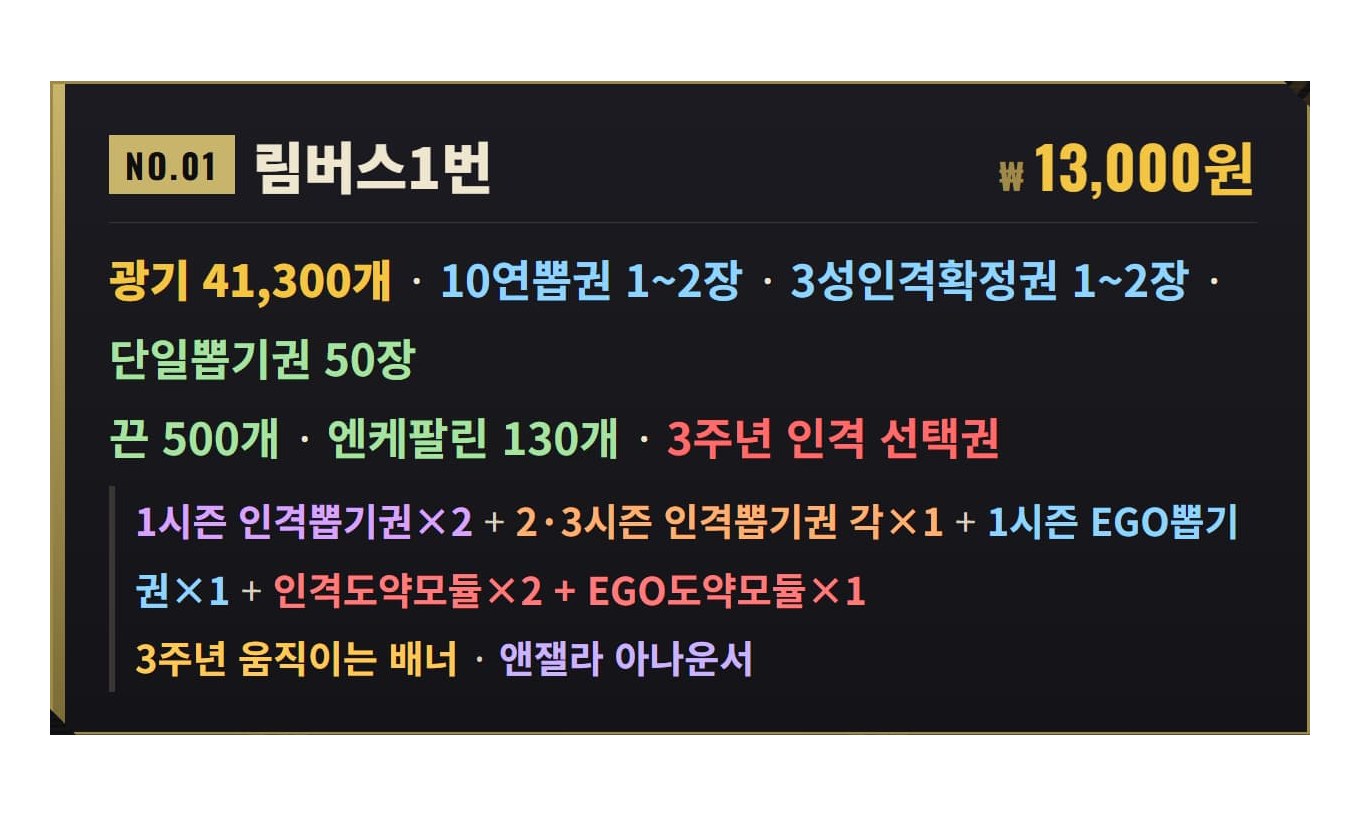 NO.01 림버스1번 ₩ 13,000원
광기 41,300개 · 10연뽑권 1~2장 · 3성인격확정권 1~2장 ·
단일뽑기권 50장
끈 500개 · 엔케팔린 130개 · 3주년 인격 선택권
1시즌 인격뽑기권×2 + 2·3시즌 인격뽑기권 각×1 + 1시즌 EGO뽑기
권×1 + 인격도약모듈×2 + EGO도약모듈×1
3주년 움직이는 배너 · 앤잴라 아나운서